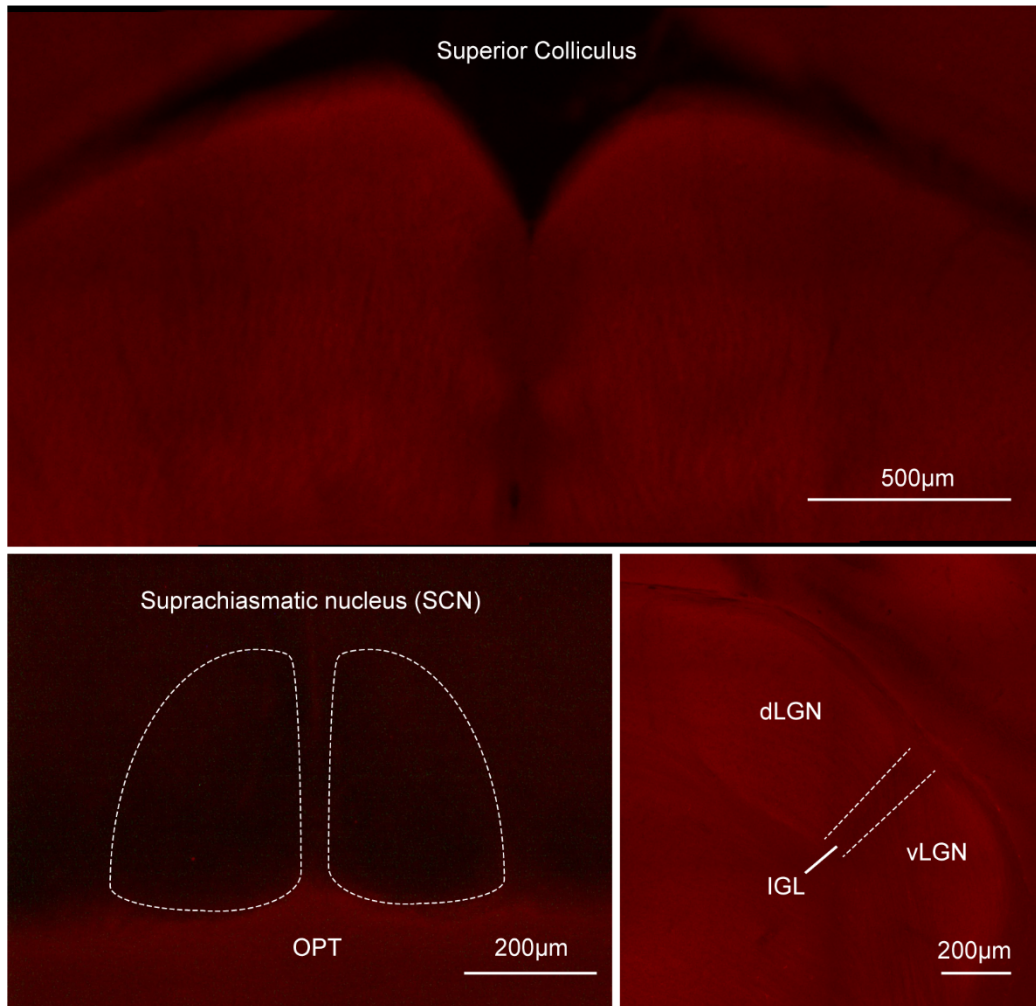 Superior Colliculus
500µm
Suprachiasmatic nucleus (SCN)
OPT
200µm
dLGN
vLGN
IGL
200µm